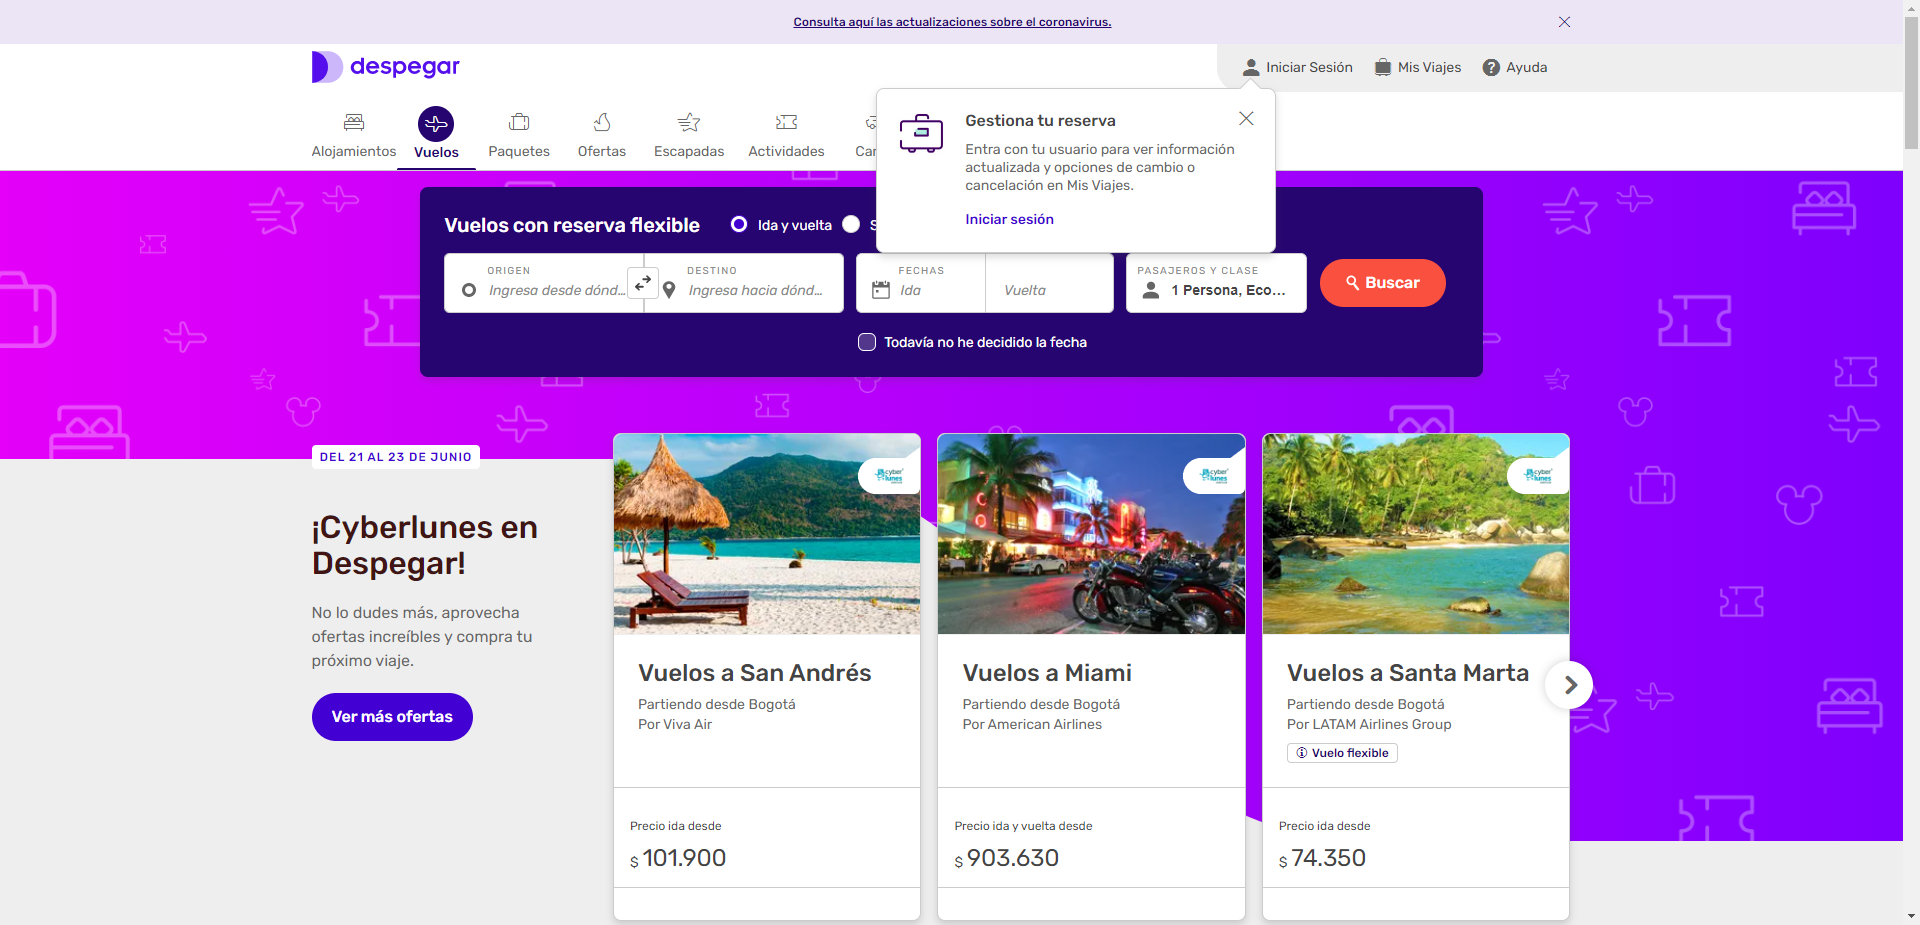 Consulta aquí las actualizaciones sobre el coronavirus.
despegar
Iniciar Sesión
Mis Viajes
Ayuda
Alojamientos
Vuelos
Paquetes
Ofertas
Escapadas
Actividades
Gestiona tu reserva
Entra con tu usuario para ver información
actualizada y opciones de cambio o
cancelación en Mis Viajes.
Iniciar sesión
Vuelos con reserva flexible
Ida y vuelta
ORIGEN
Ingresa desde dónd...
DESTINO
Ingresa hacia dónd...
FECHAS
Ida
Vuelta
PASAJEROS Y CLASE
1 Persona, Eco...
Buscar
Todavía no he decidido la fecha
DEL 21 AL 23 DE JUNIO
¡Cyberlunes en
Despegar!
No lo dudes más, aprovecha
ofertas increíbles y compra tu
próximo viaje.
Ver más ofertas
cyber
lunes
Vuelos a San Andrés
Partiendo desde Bogotá
Por Viva Air
Precio ida desde
$ 101.900
cyber
lunes
Vuelos a Miami
Partiendo desde Bogotá
Por American Airlines
Precio ida y vuelta desde
$ 903.630
cyber
lunes
Vuelos a Santa Marta
Partiendo desde Bogotá
Por LATAM Airlines Group
Vuelo flexible
Precio ida desde
$ 74.350